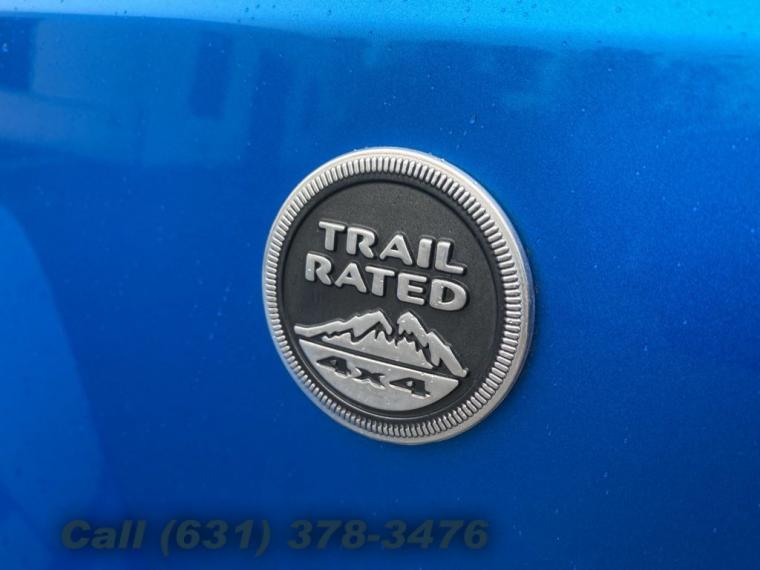 TRAIL
RATED
4x4
Call (631) 378-3476